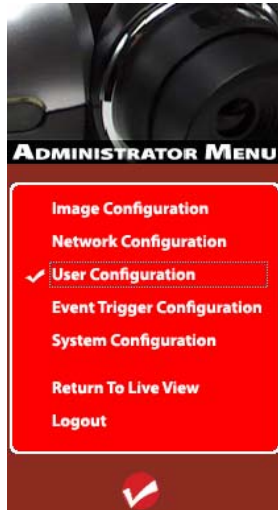 ADMINISTRATOR MENU
Image Configuration
Network Configuration
User Configuration
Event Trigger Configuration
System Configuration
Return To Live View
Logout